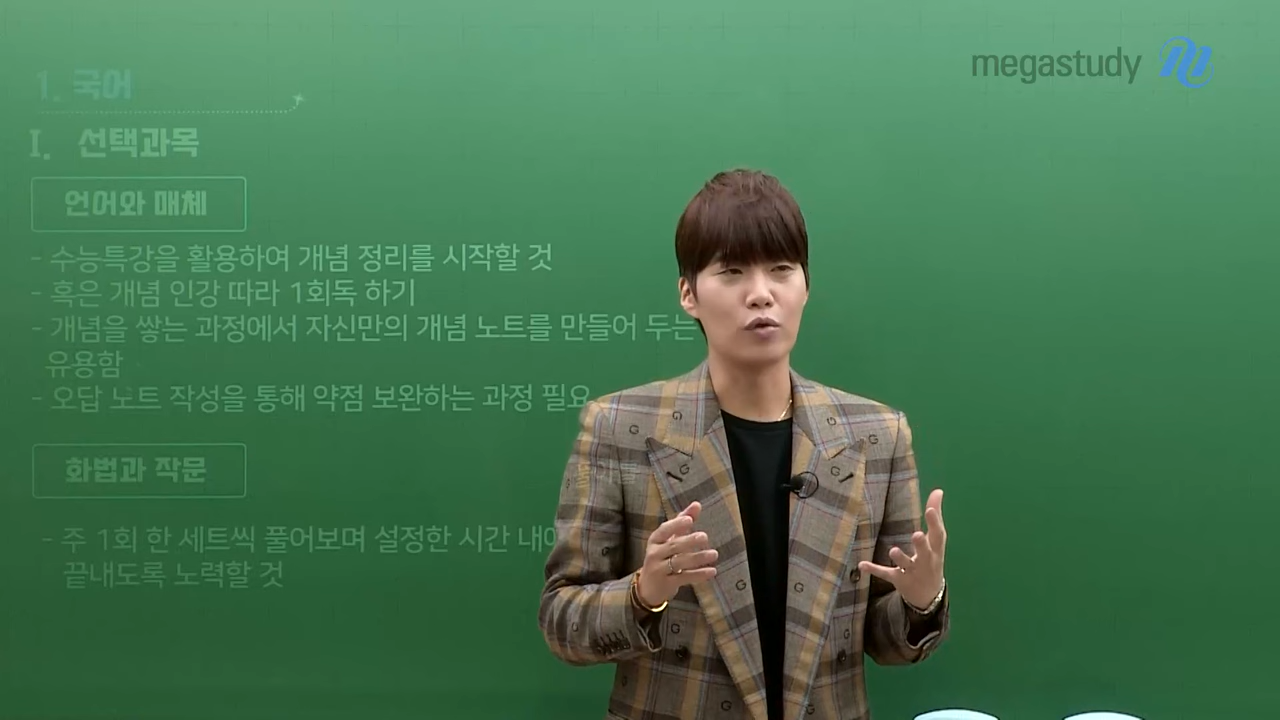 megastudy
1. 국어
I. 선택과목
언어와 매체
- 수능특강을 활용하여 개념 정리를 시작할 것
- 혹은 개념 인강 따라 1회독 하기
- 개념을 쌓는 과정에서 자신만의 개념 노트를 만들어 두는
유용함
- 오답 노트 작성을 통해 약점 보완하는 과정 필요
화법과 작문
- 주 1회 한 세트씩 풀어보며 설정한 시간 내에
끝내도록 노력할 것